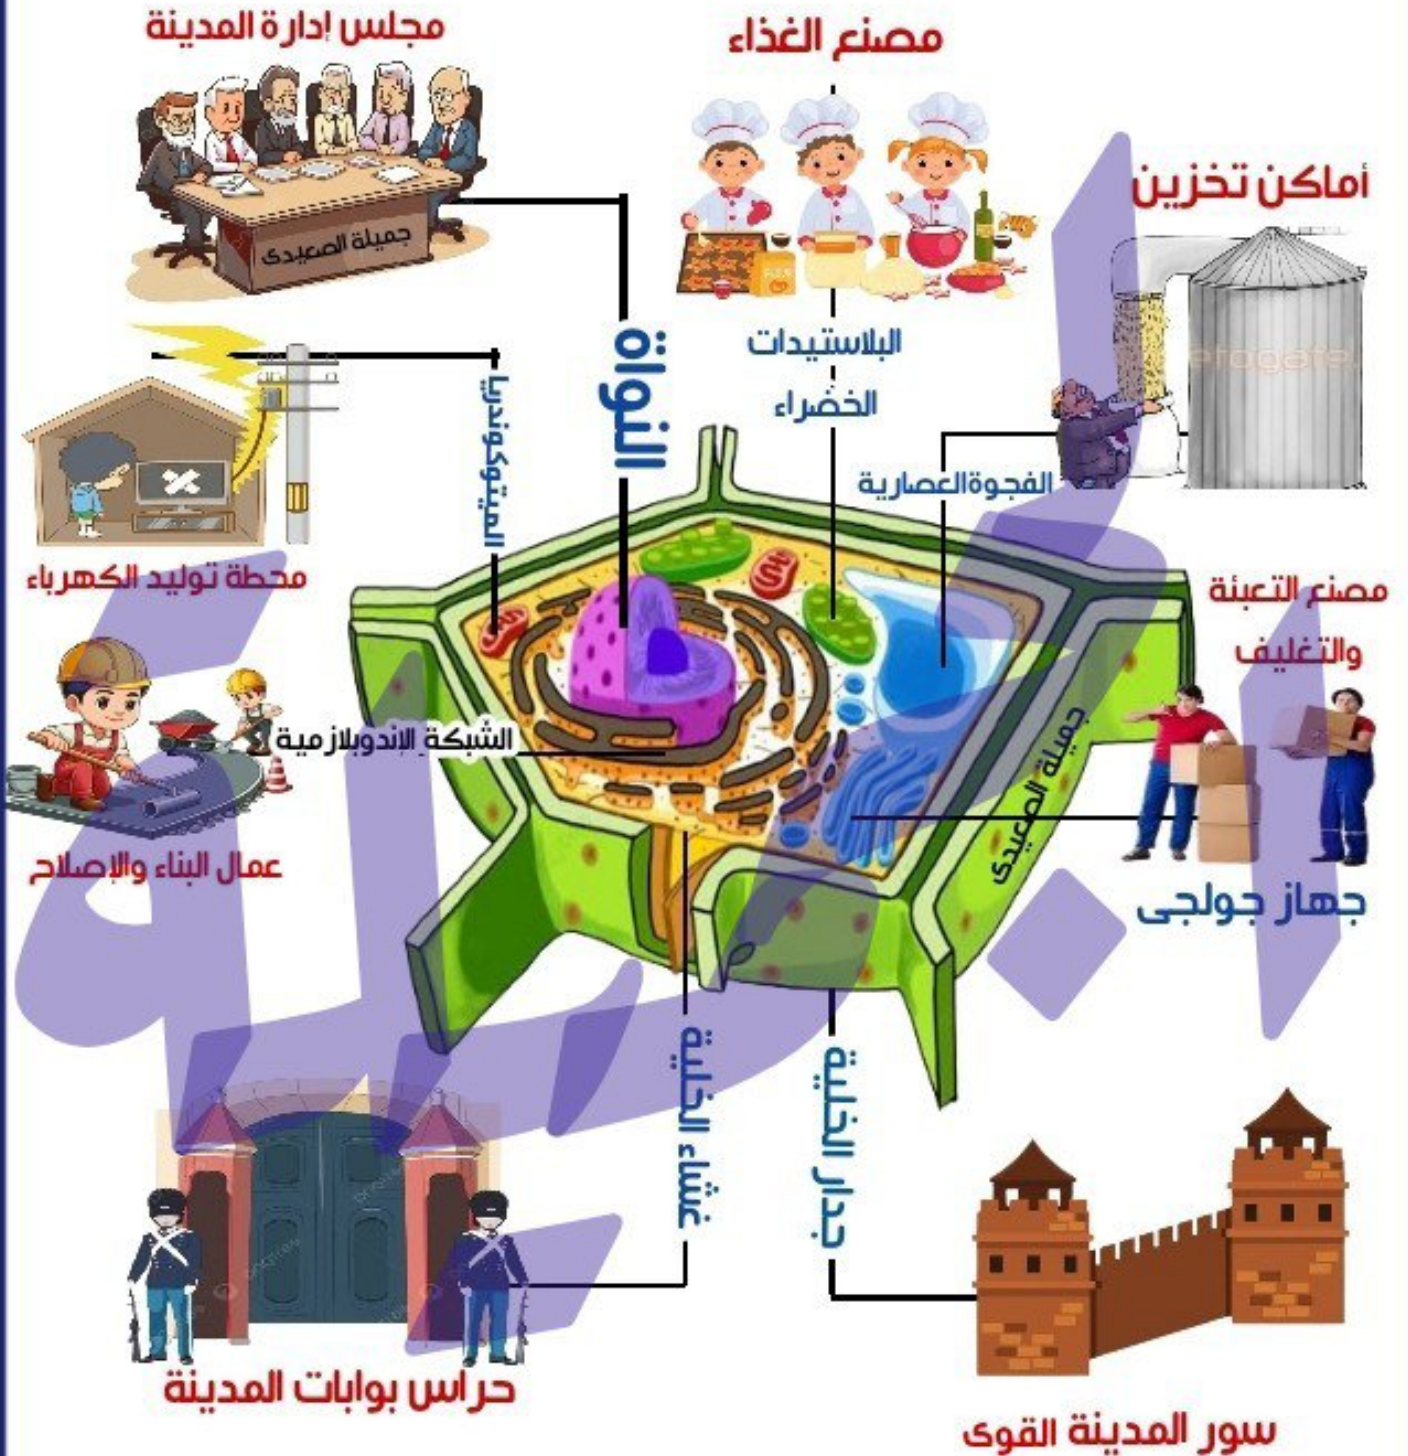 مجلس إدارة المدينة
مصنع الغذاء
أماكن تخزين
جميلة الصعيدى
البلاستيدات
الخضراء
النواة
الميتوكوندريا
الفجوة العصارية
محطة توليد الكهرباء
مصنع التعبئة
والتغليف
الشبكة الإندوبلازمية
جميلة الصعيدى
عمال البناء والإصلاح
جهاز جولجى
غشاء الخلية
جدار الخلية
حراس بوابات المدينة
سور المدينة القوى